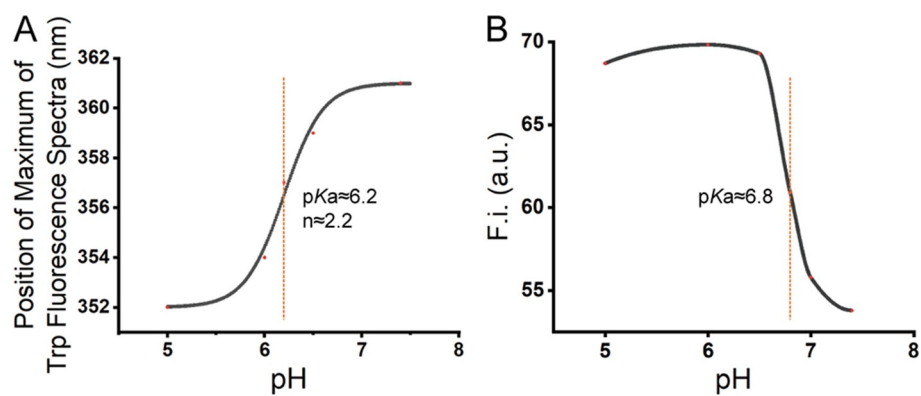 A
Position of Maximum of
Trp Fluorescence Spectra (nm)
362
360
358
356
354
352
pKa≈6.2
n≈2.2
5
6
7
8
pH
B
F.i. (a.u.)
70
65
60
55
pKa≈6.8
5
6
7
8
pH